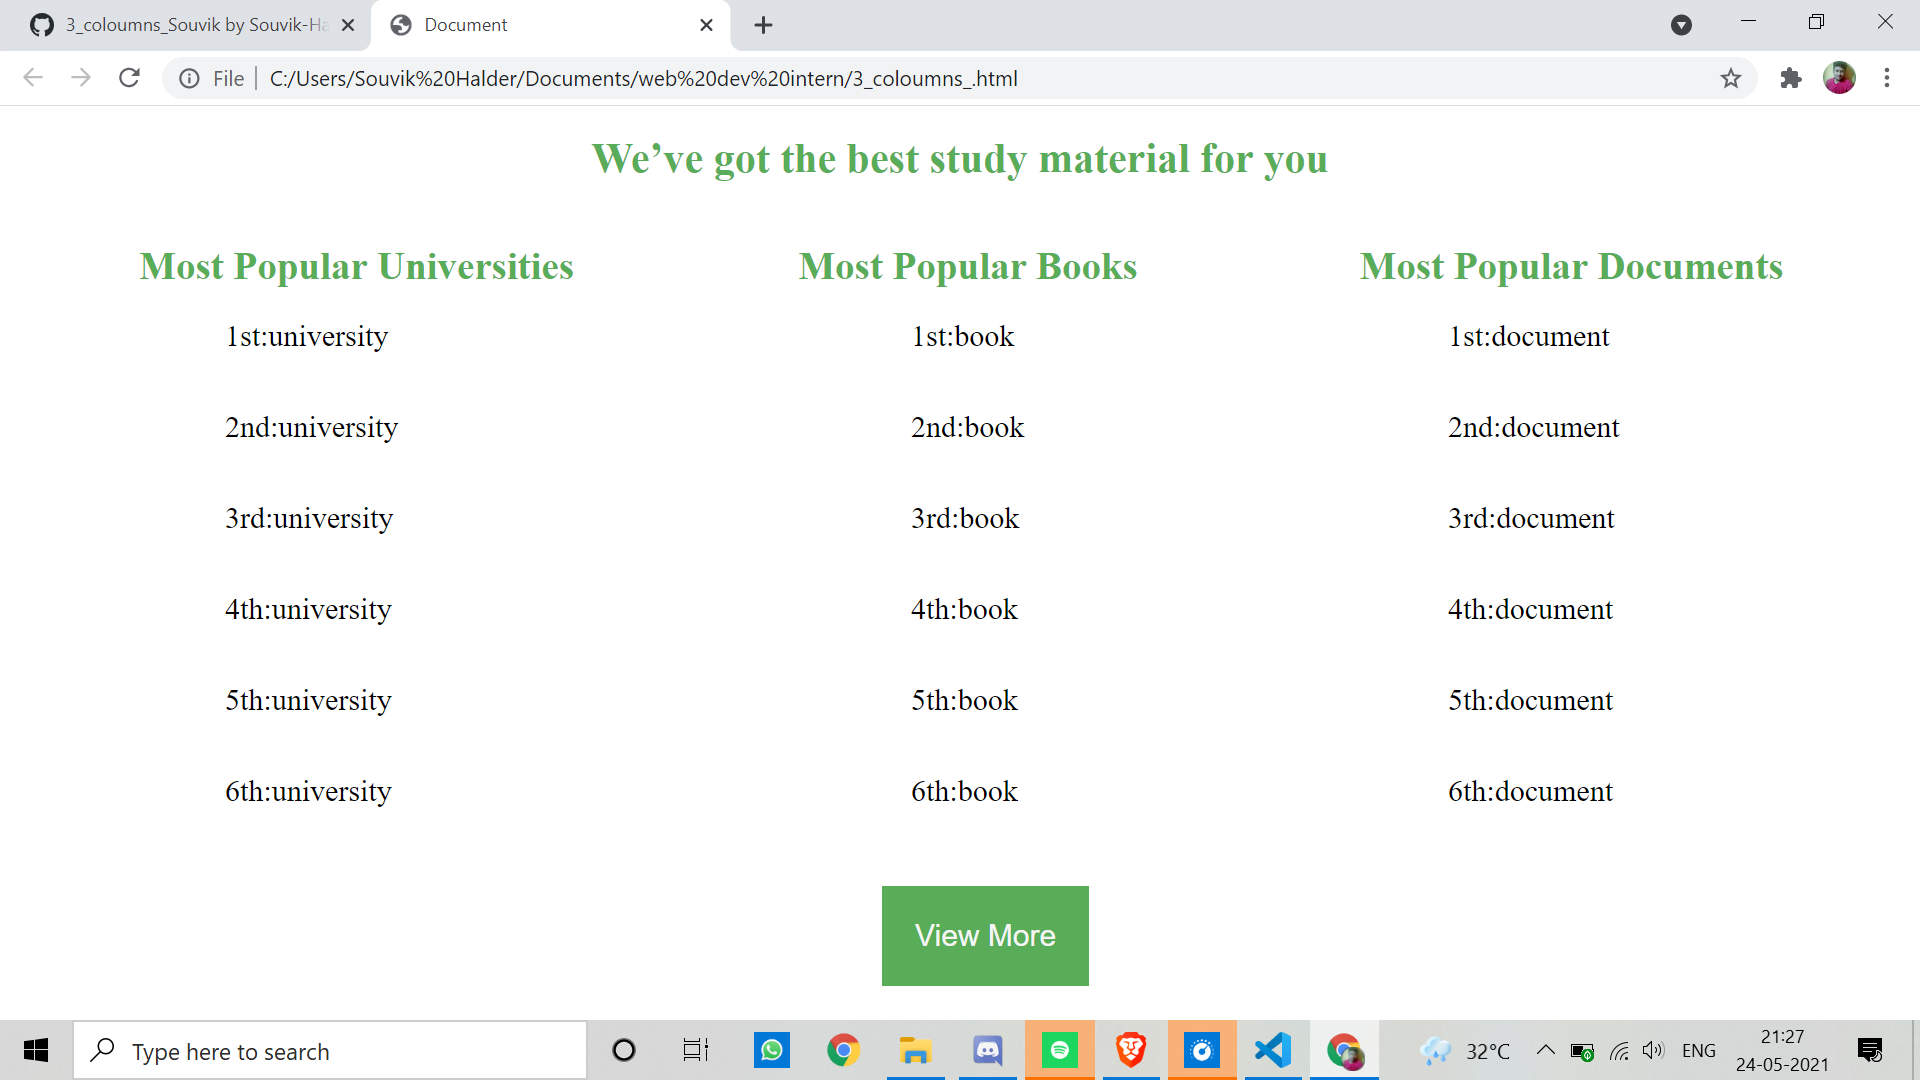 3_coloumns_Souvik by Souvik-Ha
Document
File
C:/Users/Souvik%20Halder/Documents/web%20dev%20intern/3_coloumns_.html
We’ve got the best study material for you
Most Popular Universities Most Popular Books Most Popular Documents
1st:university 1st:book 1st:document
2nd:university 2nd:book 2nd:document
3rd:university 3rd:book 3rd:document
4th:university 4th:book 4th:document
5th:university 5th:book 5th:document
6th:university 6th:book 6th:document
View More
Type here to search
32°C
ENG
21:27
24-05-2021